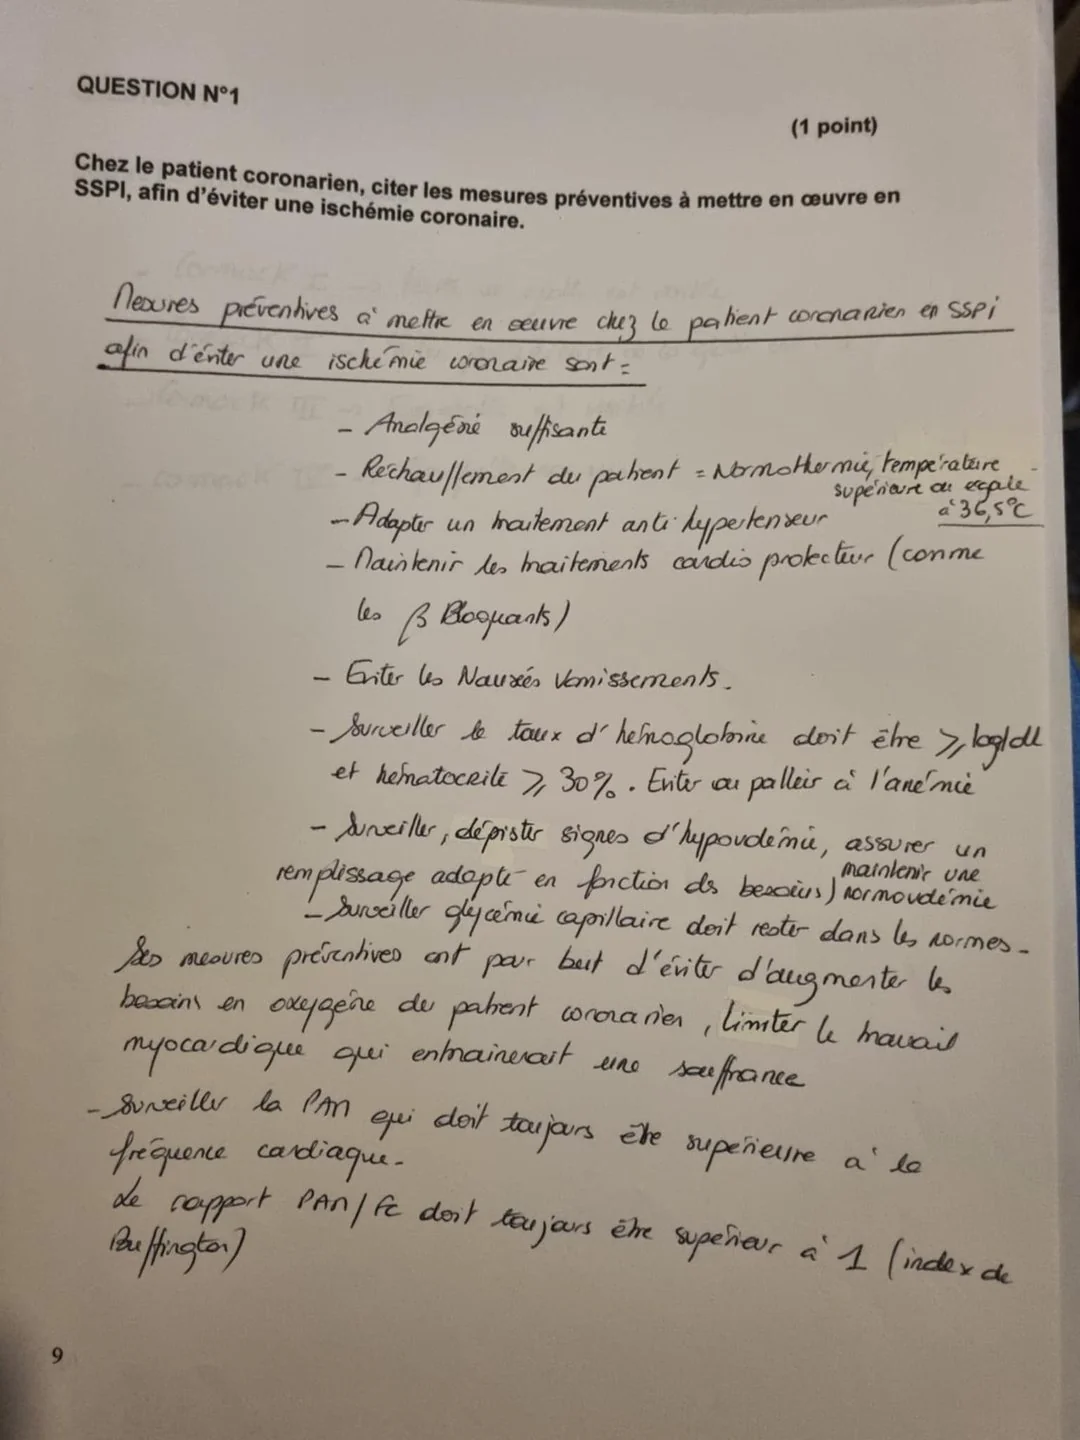 QUESTION N°1
(1 point)
Chez le patient coronarien, citer les mesures préventives à mettre en œuvre en
SSPI, afin d'éviter une ischémie coronaire.
Mesures préventives à mettre en oeuvre chez le patient coronarien en SSPI
afin d'éviter une ischémie coronaire sont =
- Analgésie suffisante
- Réchauffement du patient = Normothermie, température
supérieure ou égale
à 36,5°C
- Adapter un traitement anti hypertenseur
- Maintenir les traitements cardio protecteur (comme
les β Bloquants)
- Eviter les Nausées Vomissements.
- Surveiller le taux d'hémoglobine doit être ⩾ 10g/dl
et hématocrite ⩾ 30%. Eviter ou palleir à l'anémie
- Surveiller, dépister signes d'hypovolémie, assurer un
remplissage adapté en fonction ds besoins) maintenir une
normovolémie
- Surveiller glycémie capillaire doit rester dans les normes.
Ses mesures préventives ont pour but d'éviter d'augmenter les
besoins en oxygène du patient coronarien, limiter le travail
myocardique qui entrainerait une souffrance
- Surveiller la PAM qui doit toujours être supérieure à la
fréquence cardiaque.
Le rapport PAM/Fc doit toujours être supérieur à 1 (index de
Buffington)
9